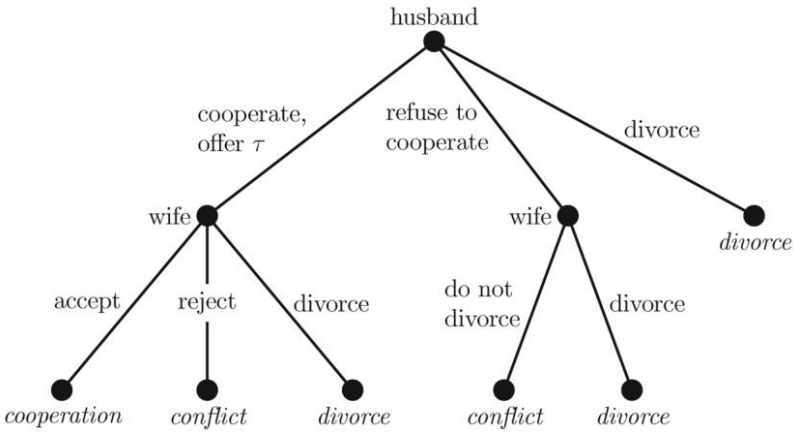 husband
cooperate,
offer τ
refuse to
cooperate
divorce
wife
wife
divorce
accept
reject
divorce
do not
divorce
divorce
cooperation
conflict
divorce
conflict
divorce